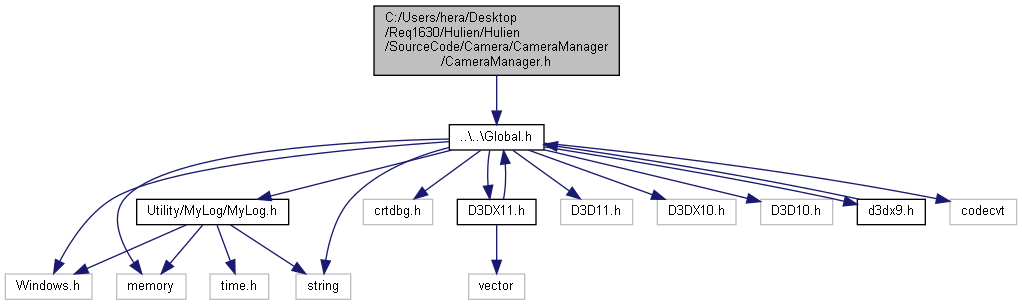 C:/Users/hera/Desktop
/Req1630/Hulien/Hulien
/SourceCode/Camera/CameraManager
/CameraManager.h
..\..\Global.h
Utility/MyLog/MyLog.h
crtdbg.h
D3DX11.h
D3D11.h
D3DX10.h
D3D10.h
d3dx9.h
codecvt
Windows.h
memory
time.h
string
vector